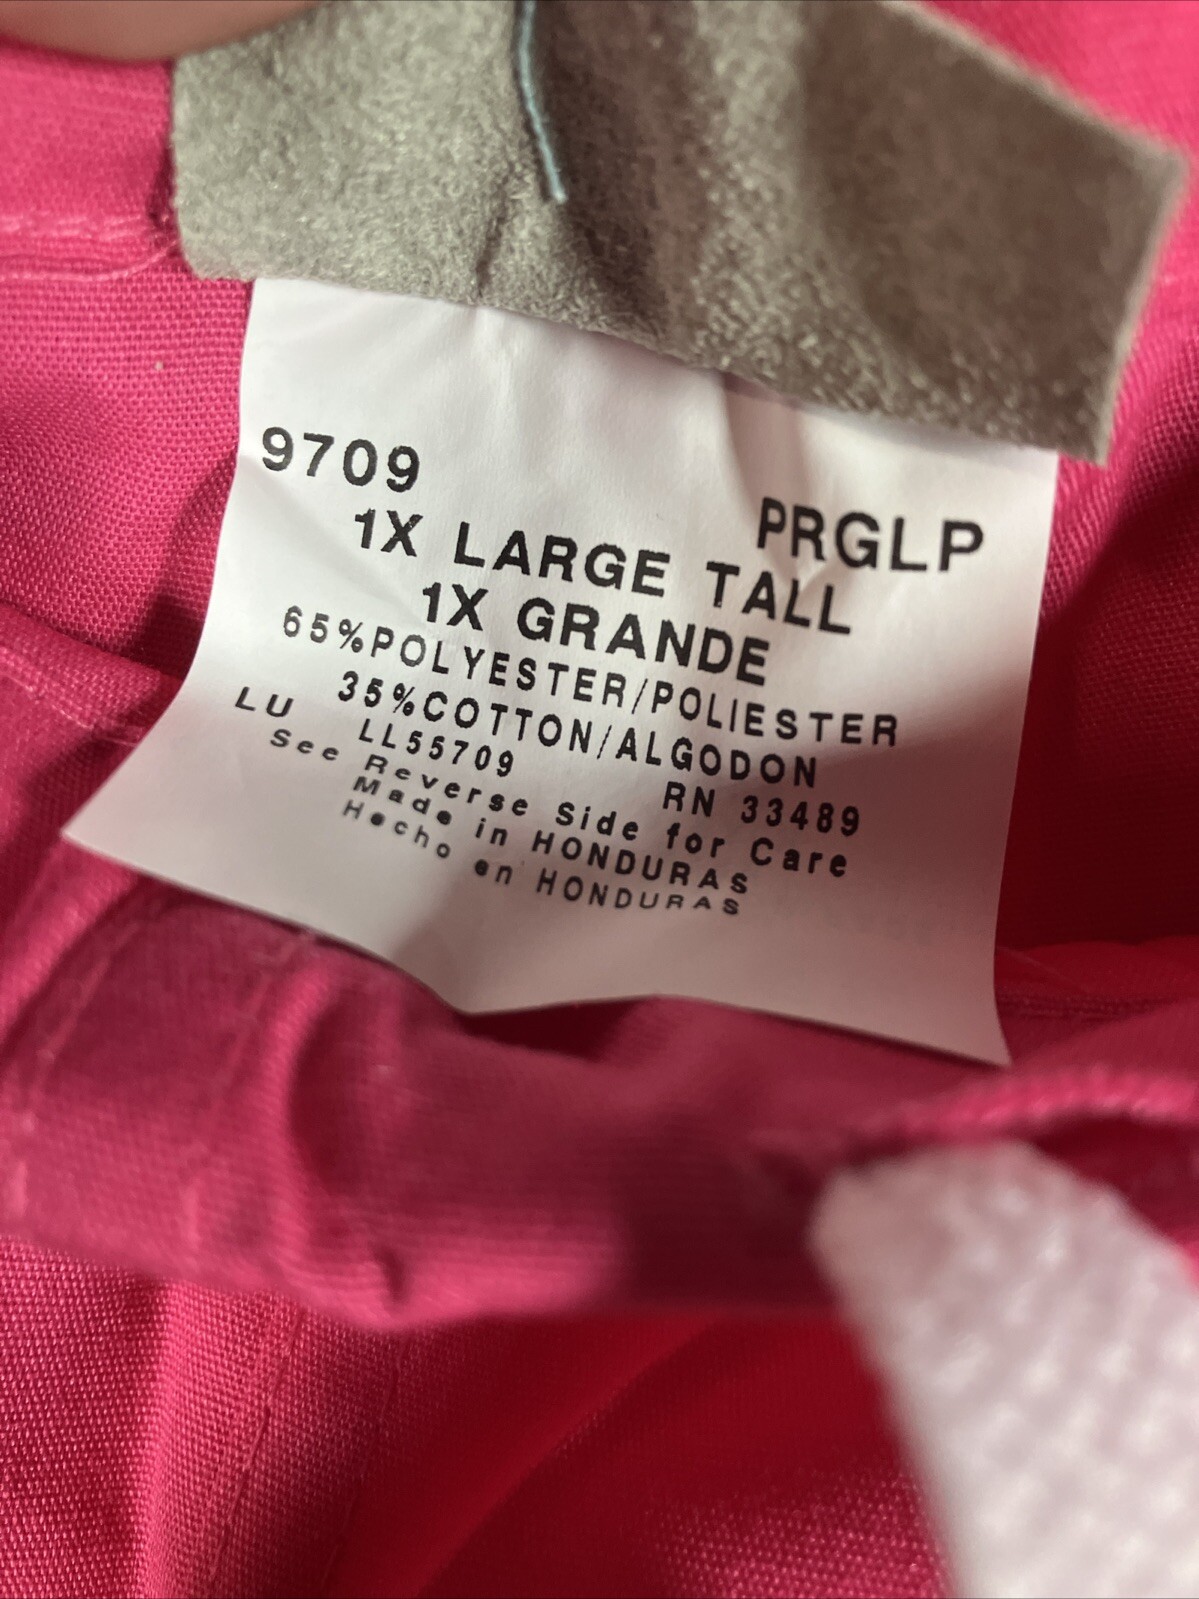 9709 PRGLP
1X LARGE TALL
1X GRANDE
65%POLYESTER/POLIESTER
35%COTTON/ALGODON
LU LL55709 RN 33489
See Reverse Side for Care
Made in HONDURAS
Hecho en HONDURAS